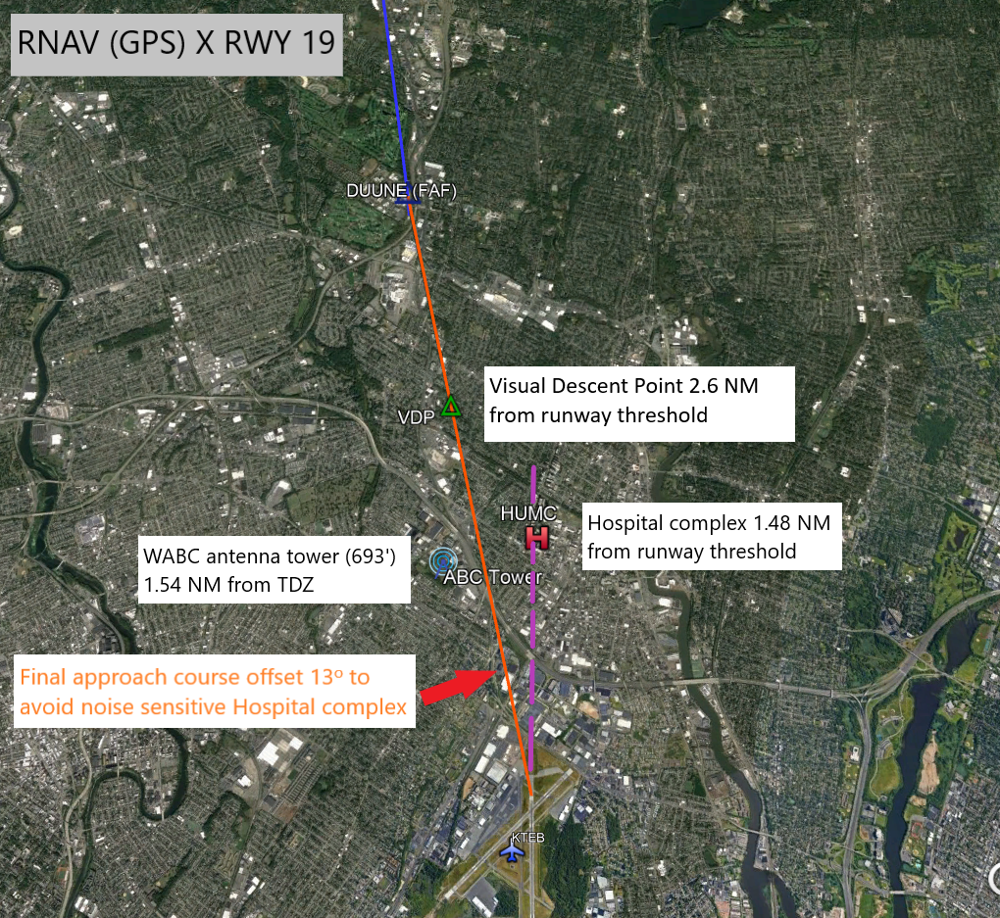 RNAV (GPS) X RWY 19
DUUNE (FAF)
Visual Descent Point 2.6 NM
from runway threshold
VDP
HUMC
H
Hospital complex 1.48 NM
from runway threshold
WABC antenna tower (693')
1.54 NM from TDZ
ABC Tower
Final approach course offset 13º to
avoid noise sensitive Hospital complex
KTEB